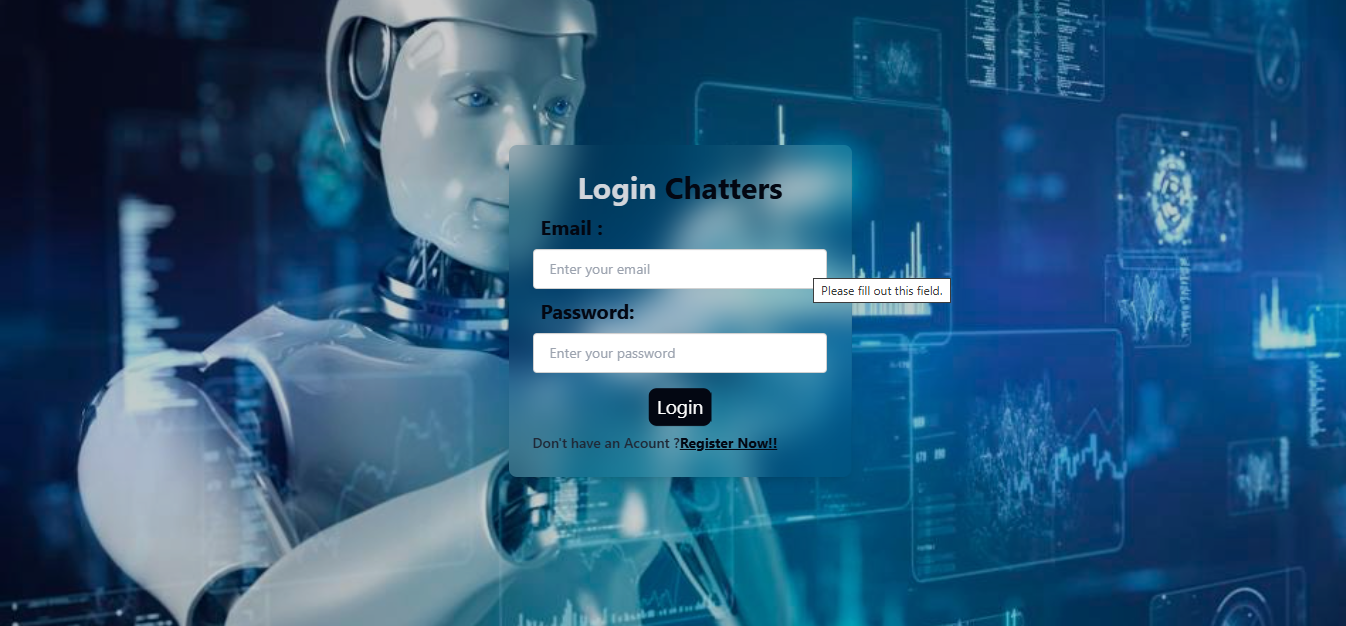 Login Chatters
Email :
Enter your email
Please fill out this field.
Password:
Enter your password
Login
Don't have an Acount ?Register Now!!